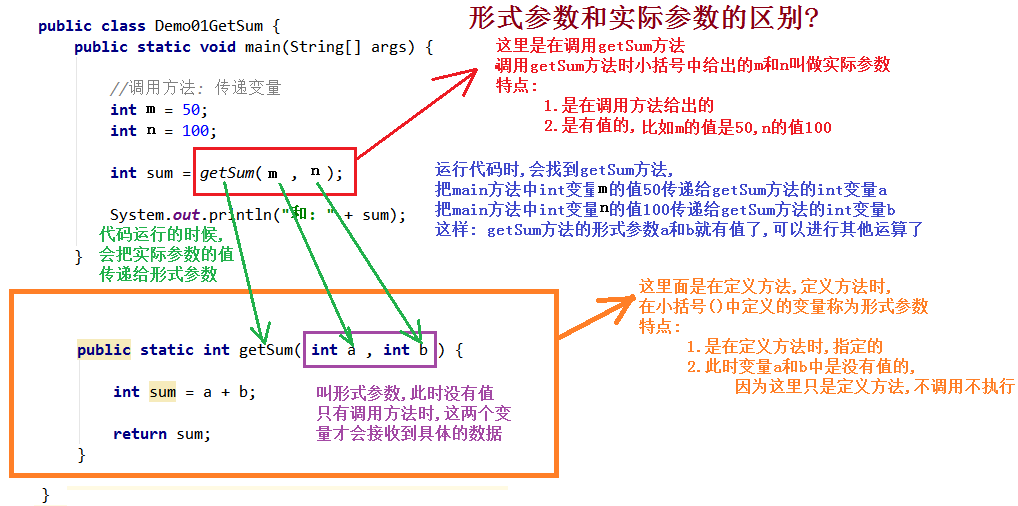 形式参数和实际参数的区别?
public class Demo01GetSum {
public static void main(String[] args) {
//调用方法: 传递变量
int m = 50;
int n = 100;
int sum = getSum( m , n );
System.out.println("和: " + sum);
}
这里是在调用getSum方法
调用getSum方法时小括号中给出的m和n叫做实际参数
特点:
1.是在调用方法给出的
2.是有值的,比如m的值是50,n的值100
运行代码时,会找到getSum方法,
把main方法中int变量m的值50传递给getSum方法的int变量a
把main方法中int变量n的值100传递给getSum方法的int变量b
这样: getSum方法的形式参数a和b就有值了,可以进行其他运算了
代码运行的时候,
会把实际参数的值
传递给形式参数
public static int getSum( int a , int b ) {
int sum = a + b;
return sum;
}
叫形式参数,此时没有值
只有调用方法时,这两个变
量才会接收到具体的数据
这里面是在定义方法,定义方法时,
在小括号()中定义的变量称为形式参数
特点:
1.是在定义方法时,指定的
2.此时变量a和b中是没有值的,
因为这里只是定义方法,不调用不执行
}